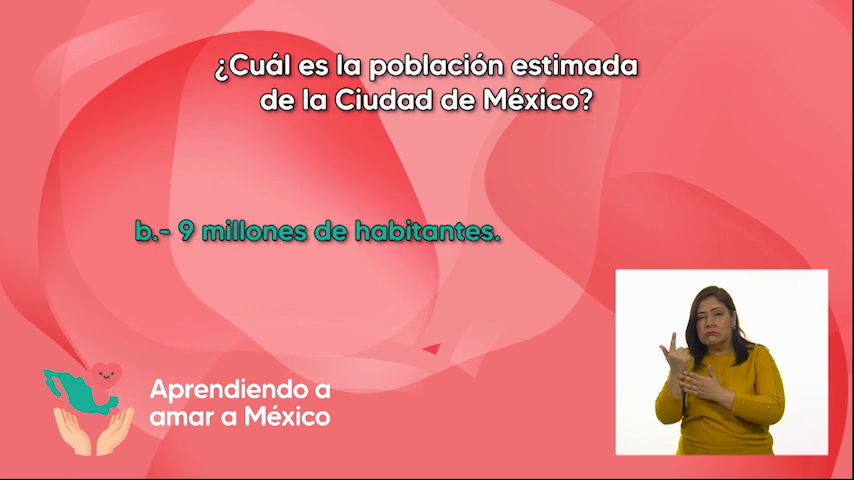 ¿Cuál es la población estimada
de la Ciudad de México?
b.- 9 millones de habitantes.
Aprendiendo a
amar a México